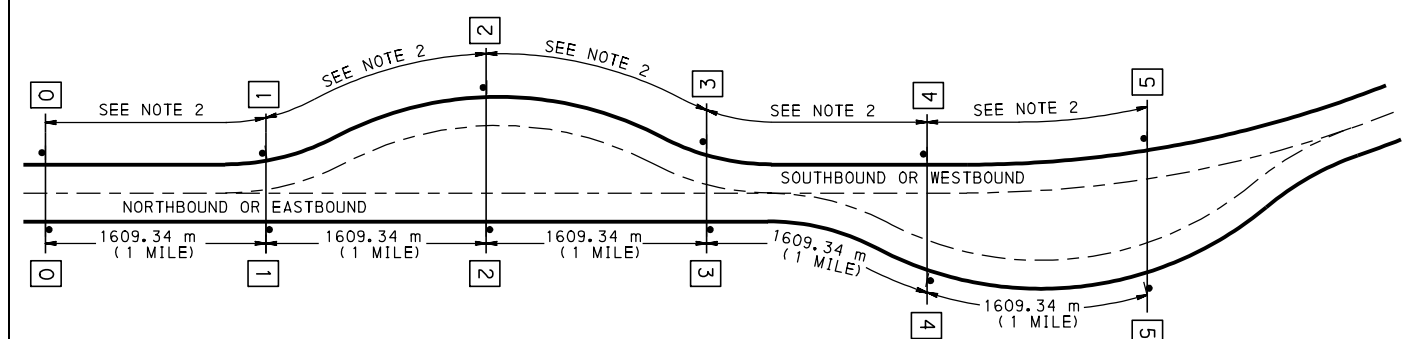 2
SEE NOTE 2
SEE NOTE 2
0
1
3
4
5
SEE NOTE 2
SEE NOTE 2
SEE NOTE 2
SOUTHBOUND OR WESTBOUND
NORTHBOUND OR EASTBOUND
1609.34 m
(1 MILE)
1609.34 m
(1 MILE)
1609.34 m
(1 MILE)
1609.34 m
(1 MILE)
1609.34 m
(1 MILE)
0
1
2
3
4
5